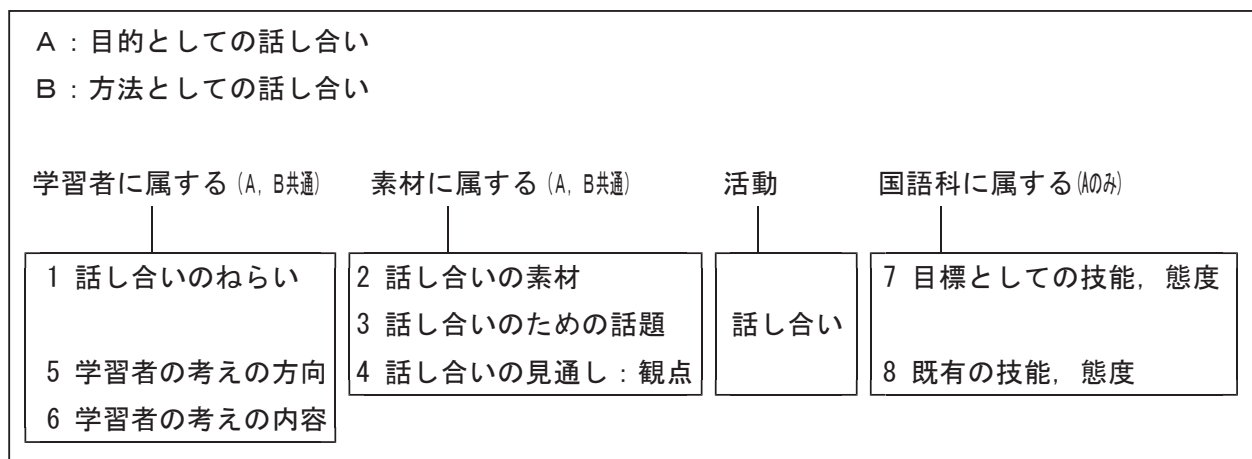 A：目的としての話し合い
B：方法としての話し合い
学習者に属する(A, B共通) 素材に属する(A, B共通) 活動 国語科に属する(Aのみ)
1 話し合いのねらい 2 話し合いの素材 7 目標としての技能, 態度
3 話し合いのための話題 話し合い
5 学習者の考えの方向 4 話し合いの見通し：観点 8 既有の技能, 態度
6 学習者の考えの内容